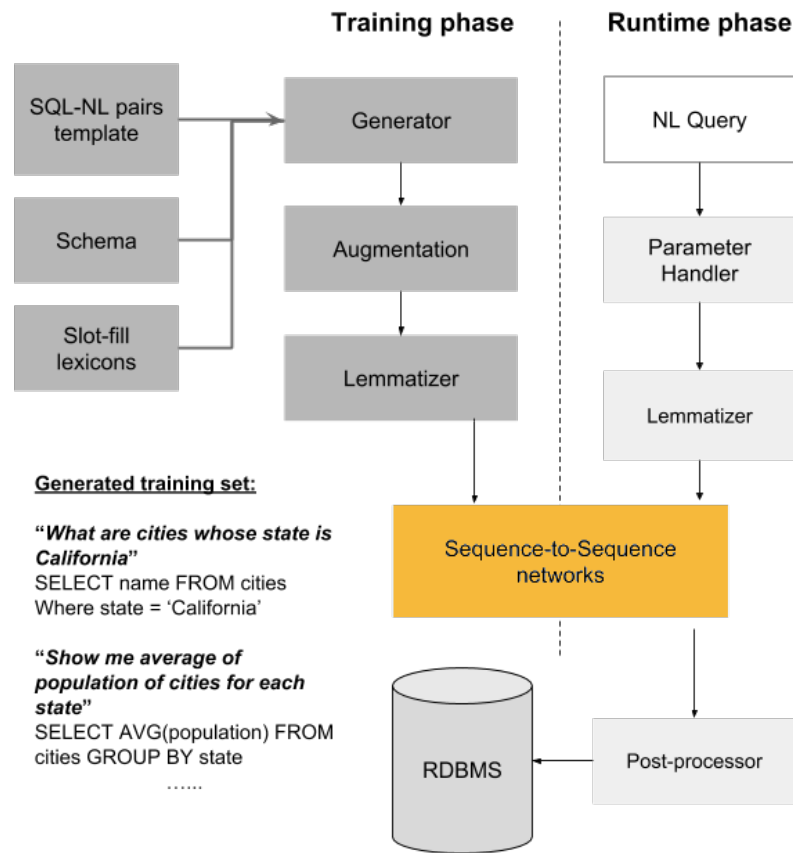 Training phase
Runtime phase
SQL-NL pairs
template
Schema
Slot-fill
lexicons
Generator
Augmentation
Lemmatizer
NL Query
Parameter
Handler
Lemmatizer
Sequence-to-Sequence
networks
Generated training set:
“What are cities whose state is
California”
SELECT name FROM cities
Where state = ‘California’
“Show me average of
population of cities for each
state”
SELECT AVG(population) FROM
cities GROUP BY state
…...
RDBMS
Post-processor